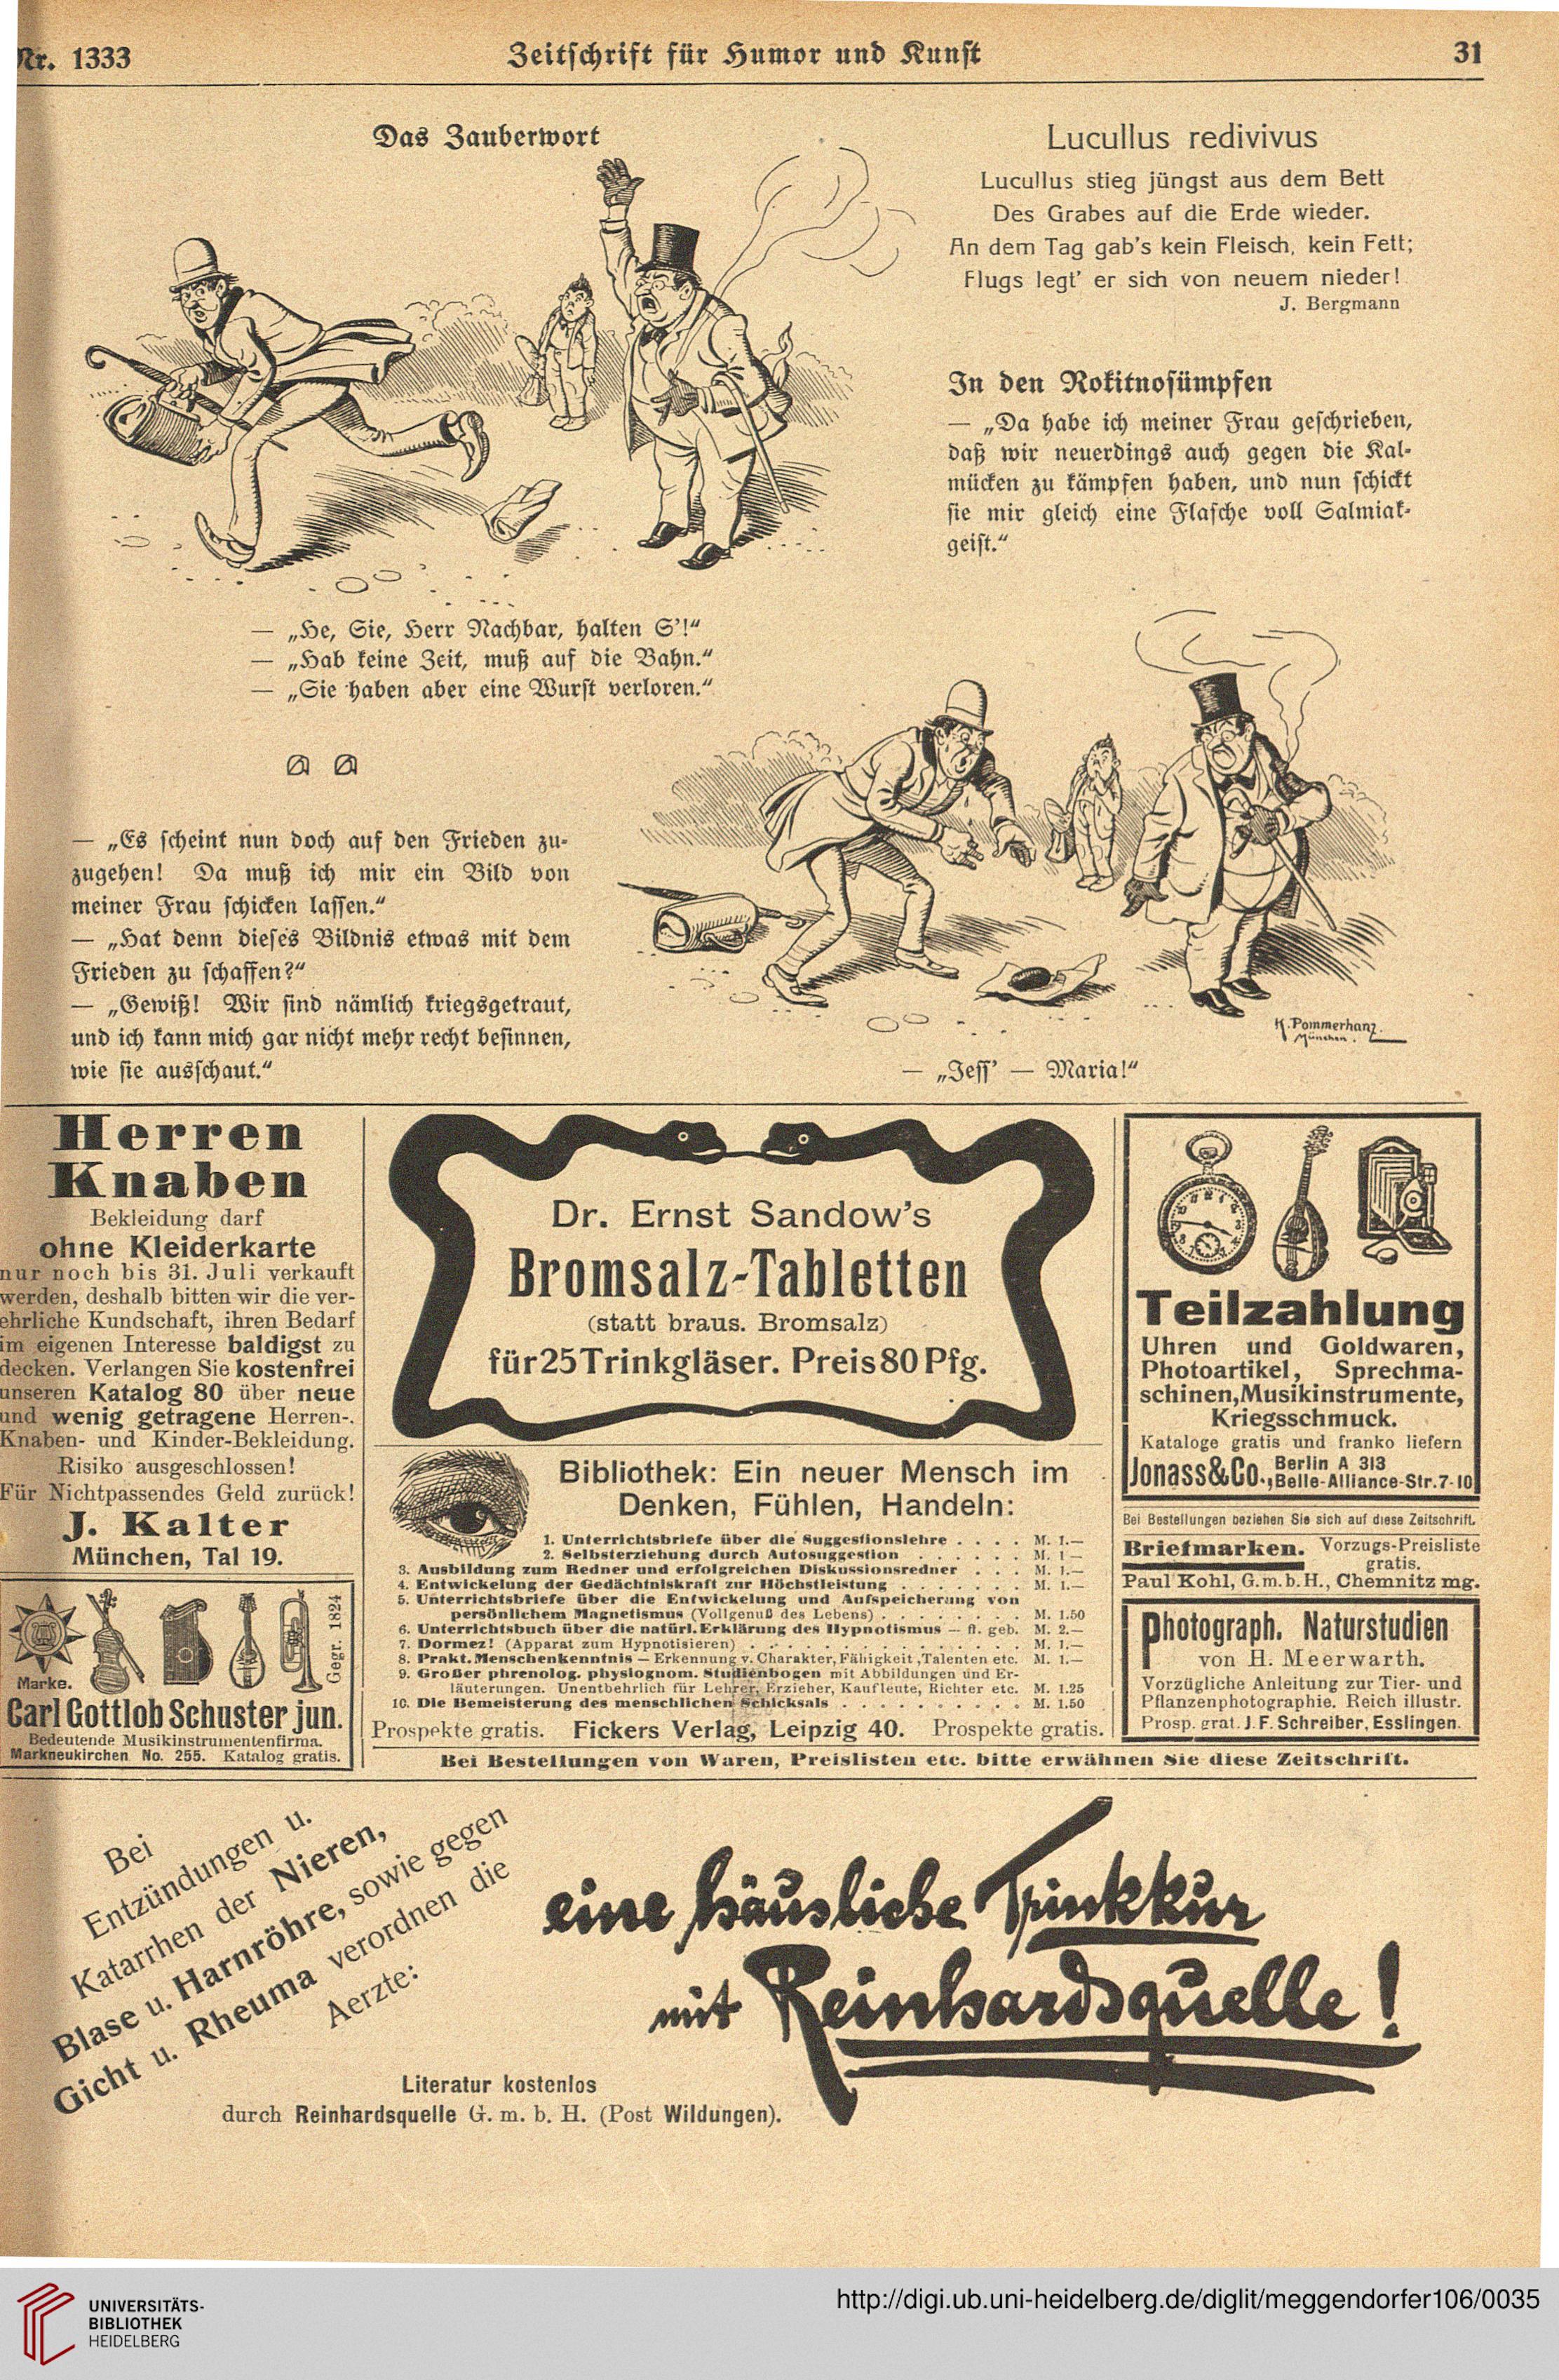 Nr. 1333
Zeitschrift für Humor und Kunst
31
Das Zauberwort
— „He, Sie, Herr Nachbar, halten S'!“
— „Hab keine Zeit, muß auf die Bahn.“
— „Sie haben aber eine Wurst verloren.“
— „Es scheint nun doch auf den Frieden zu-
zugehen! Da muß ich mir ein Bild von
meiner Frau schicken lassen.“
— „Hat denn dieses Bildnis etwas mit dem
Frieden zu schaffen?“
— „Gewiß! Wir sind nämlich kriegsgetraut,
und ich kann mich gar nicht mehr recht besinnen,
wie sie ausschaut.“
Lucullus redivivus
Lucullus stieg jüngst aus dem Bett
Des Grabes auf die Erde wieder.
An dem Tag gab's kein Fleisch, kein Fett;
Flugs legt' er sich von neuem nieder!
J. Bergmann
In den Rokitnosümpfen
— „Da habe ich meiner Frau geschrieben,
daß wir neuerdings auch gegen die Kal-
mücken zu kämpfen haben, und nun schickt
sie mir gleich eine Flasche voll Salmiak-
geist.“
K. Pommerhanz.
München.
— „Jess' — Maria!“
Herren
Knaben
Bekleidung darf
ohne Kleiderkarte
nur noch bis 31. Juli verkauft
werden, deshalb bitten wir die ver-
ehrliche Kundschaft, ihren Bedarf
im eigenen Interesse baldigst zu
decken. Verlangen Sie kostenfrei
unseren Katalog 80 über neue
und wenig getragene Herren-,
Knaben- und Kinder-Bekleidung.
Risiko ausgeschlossen!
Für Nichtpassendes Geld zurück!
J. Kalter
München, Tal 19.
Marke.
Gegr. 1824
Carl Gottlob Schuster jun.
Bedeutende Musikinstrumentenfirma.
Markneukirchen No. 255. Katalog gratis.
Dr. Ernst Sandow's
Bromsalz-Tabletten
(statt braus. Bromsalz)
für 25 Trinkgläser. Preis 80 Pfg.
Bibliothek: Ein neuer Mensch im
Denken, Fühlen, Handeln:
1. Unterrichtsbriefe über die Suggestionslehre . . . . M. 1.—
2. Selbsterziehung durch Autosuggestion . . . . . . M. 1 —
3. Ausbildung zum Redner und erfolgreichen Diskussionsredner . . . M. 1.—
4. Entwickelung der Gedächtniskraft zur Höchstleistung . . . . . . . M. 1.—
5. Unterrichtsbriefe über die Entwickelung und Aufspeicherung von
persönlichem Magnetismus (Vollgenuß des Lebens) . . . . . . . . M. 1.50
6. Unterrichtsbuch über die natürl. Erklärung des Hypnotismus — fl. geb. M. 2.—
7. Dormez! (Apparat zum Hypnotisieren) . . . . . . . . . . . . . . M. 1.—
8. Prakt. Menschenkenntnis — Erkennung v. Charakter, Fähigkeit, Talenten etc. M. 1.—
9. Großer phrenolog. physiognom. Studienbogen mit Abbildungen und Er-
läuterungen. Unentbehrlich für Lehrer, Erzieher, Kaufleute, Richter etc. M. 1.25
10. Die Bemeisterung des menschlichen Schicksals . . . . . . . . . . M. 1.50
Prospekte gratis. Fickers Verlag, Leipzig 40. Prospekte gratis.
Teilzahlung
Uhren und Goldwaren,
Photoartikel, Sprechma-
schinen, Musikinstrumente,
Kriegsschmuck.
Kataloge gratis und franko liefern
Jonass & Co., Berlin A 313
Belle-Alliance-Str. 7-10
Bei Bestellungen beziehen Sie sich auf diese Zeitschrift.
Briefmarken. Vorzugs-Preisliste
gratis.
Paul Kohl, G.m.b.H., Chemnitz mg.
Photograph. Naturstudien
von H. Meerwarth.
Vorzügliche Anleitung zur Tier- und
Pflanzenphotographie. Reich illustr.
Prosp. grat. J. F. Schreiber, Esslingen.
Bei Bestellungen von Waren, Preislisten etc. bitte erwähnen Sie diese Zeitschrift.
Bei
Entzündungen u.
Katarrhen der Nieren,
Blase u. Harnröhre, sowie gegen
Gicht u. Rheuma verordnen die
Aerzte:
eine häusliche Trinkkur
mit Reinhardsquelle!
Literatur kostenlos
durch Reinhardsquelle G. m. b. H. (Post Wildungen).
UNIVERSITÄTS-
BIBLIOTHEK
HEIDELBERG
http://digi.ub.uni-heidelberg.de/diglit/meggendorfer106/0035